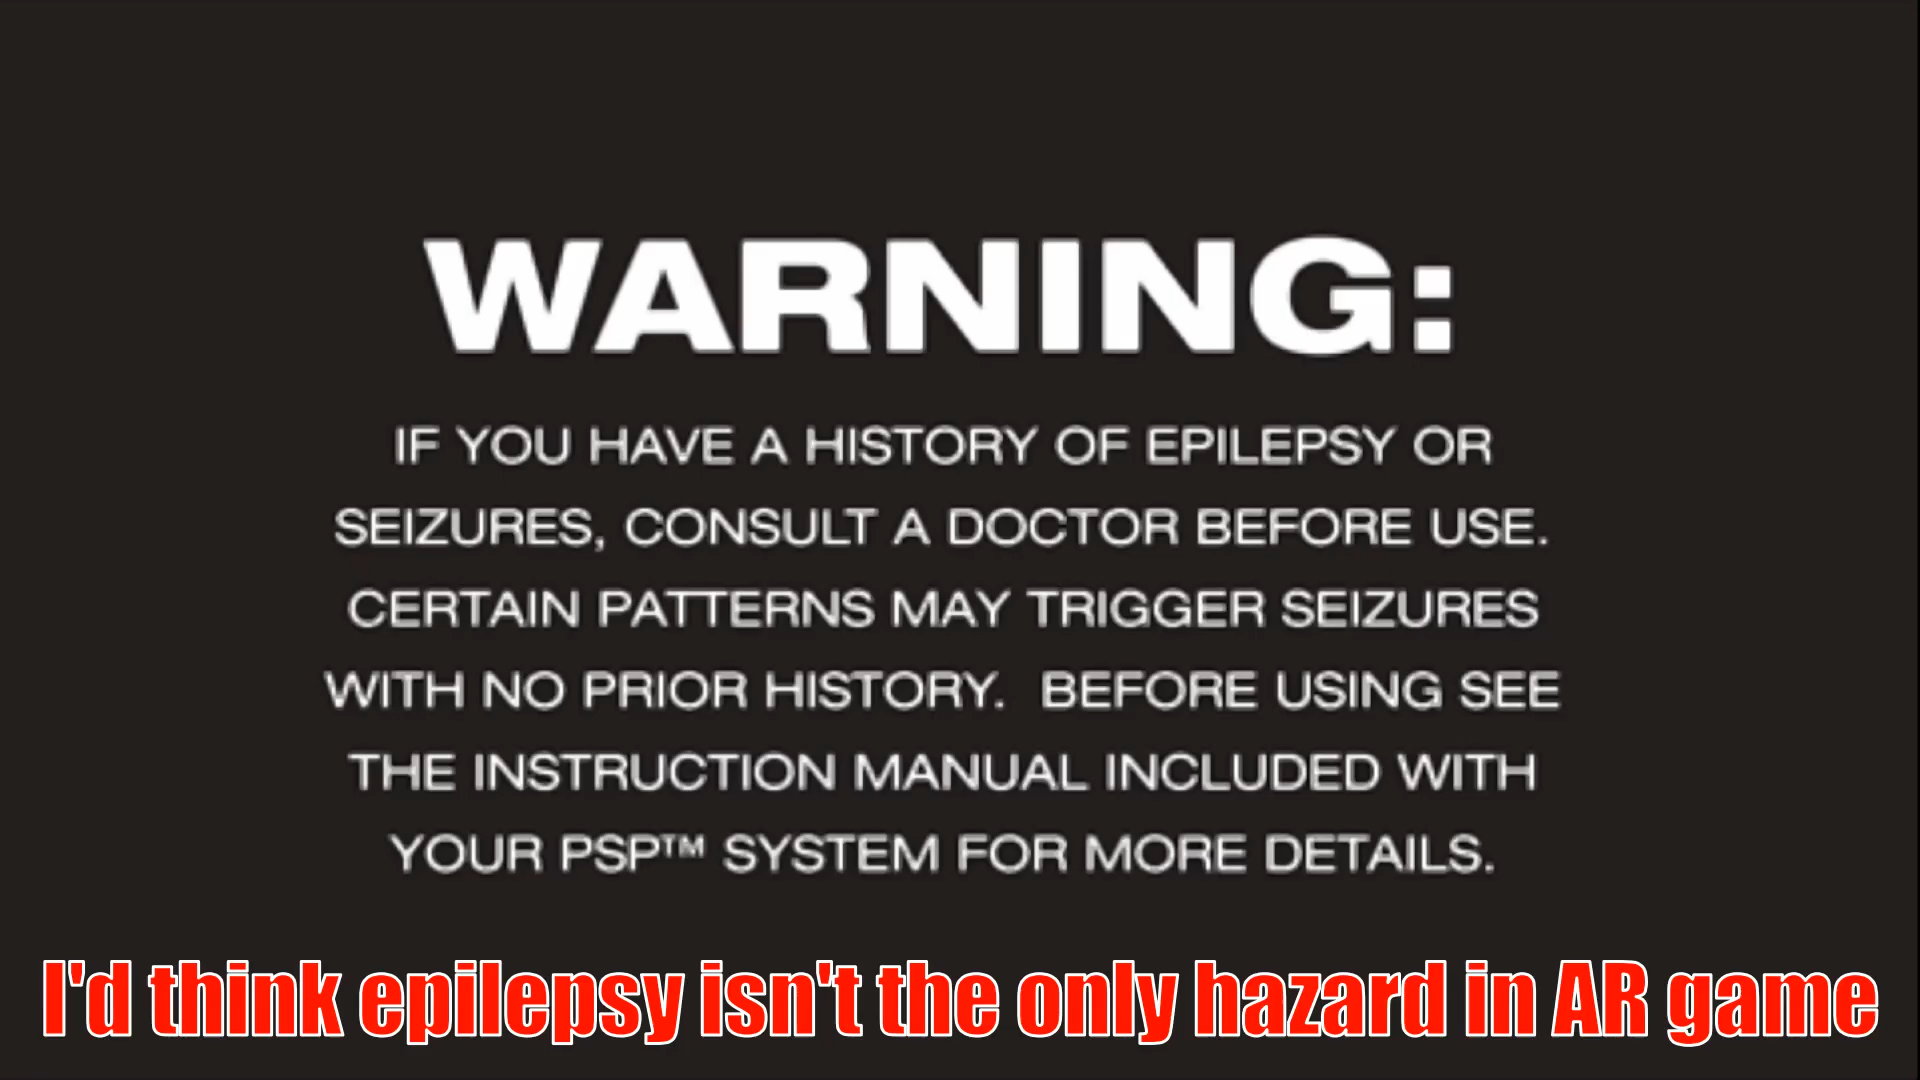 WARNING:
IF YOU HAVE A HISTORY OF EPILEPSY OR
SEIZURES, CONSULT A DOCTOR BEFORE USE.
CERTAIN PATTERNS MAY TRIGGER SEIZURES
WITH NO PRIOR HISTORY.  BEFORE USING SEE
THE INSTRUCTION MANUAL INCLUDED WITH
YOUR PSP™ SYSTEM FOR MORE DETAILS.
I'd think epilepsy isn't the only hazard in AR game